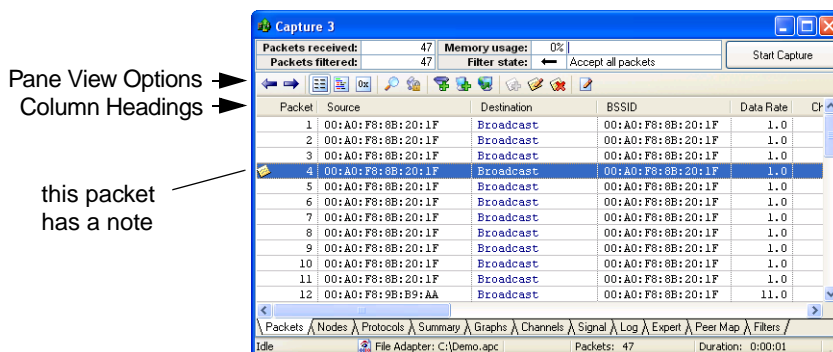 Capture 3
Packets received: 47 Memory usage: 0%
Packets filtered: 47 Filter state: Accept all packets
Start Capture
Pane View Options
0x
Column Headings
Packet Source Destination BSSID Data Rate Ch
1 00:A0:F8:8B:20:1F Broadcast 00:A0:F8:8B:20:1F 1.0
2 00:A0:F8:8B:20:1F Broadcast 00:A0:F8:8B:20:1F 1.0
3 00:A0:F8:8B:20:1F Broadcast 00:A0:F8:8B:20:1F 1.0
4 00:A0:F8:8B:20:1F Broadcast 00:A0:F8:8B:20:1F 1.0
this packet
has a note
5 00:A0:F8:8B:20:1F Broadcast 00:A0:F8:8B:20:1F 1.0
6 00:A0:F8:8B:20:1F Broadcast 00:A0:F8:8B:20:1F 1.0
7 00:A0:F8:8B:20:1F Broadcast 00:A0:F8:8B:20:1F 1.0
8 00:A0:F8:8B:20:1F Broadcast 00:A0:F8:8B:20:1F 1.0
9 00:A0:F8:8B:20:1F Broadcast 00:A0:F8:8B:20:1F 1.0
10 00:A0:F8:8B:20:1F Broadcast 00:A0:F8:8B:20:1F 1.0
11 00:A0:F8:8B:20:1F Broadcast 00:A0:F8:8B:20:1F 1.0
12 00:A0:F8:9B:B9:AA Broadcast 00:A0:F8:8B:20:1F 11.0
Packets Nodes Protocols Summary Graphs Channels Signal Log Expert Peer Map Filters
Idle File Adapter: C:\Demo.apc Packets: 47 Duration: 0:00:01